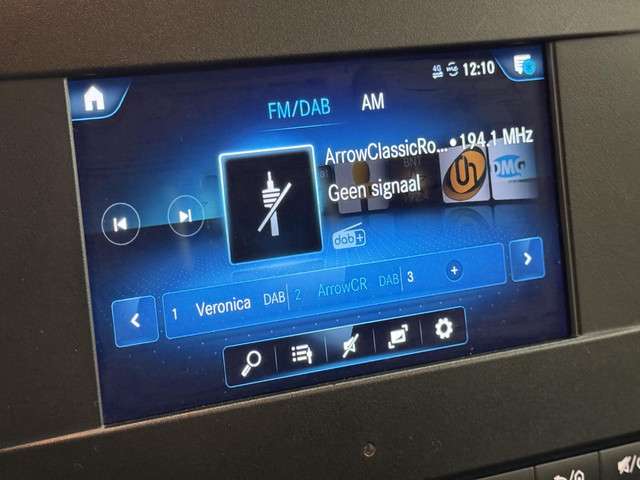 4G 12:10
FM/DAB AM
ArrowClassicRo...• 194.1 MHz
Geen signaal
dab+
1 Veronica DAB 2 ArrowCR DAB 3 +